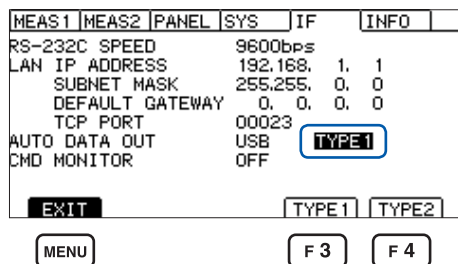 MEAS1 MEAS2 PANEL SYS IF INFO
RS-232C SPEED 9600bps
LAN IP ADDRESS 192.168. 1. 1
SUBNET MASK 255.255. 0. 0
DEFAULT GATEWAY 0. 0. 0. 0
TCP PORT 00023
AUTO DATA OUT USB TYPE1
CMD MONITOR OFF
EXIT TYPE1 TYPE2
MENU F 3 F 4